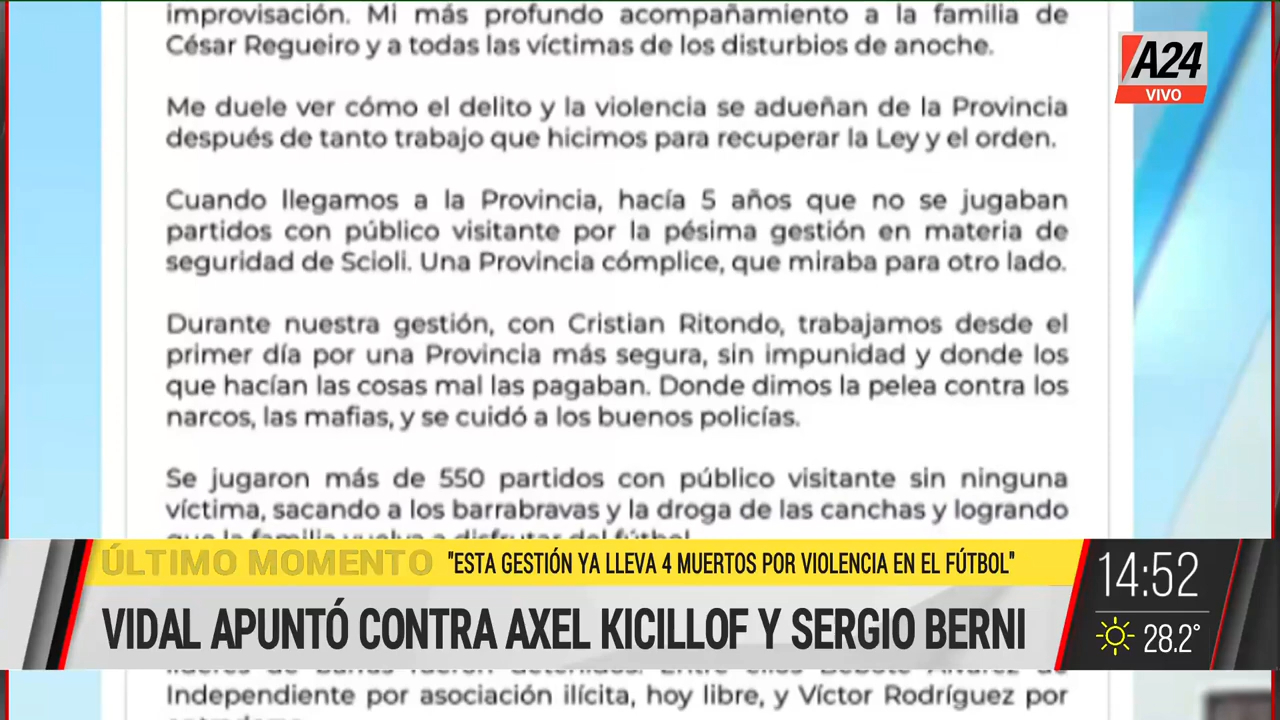 improvisación. Mi más profundo acompañamiento a la familia de
César Regueiro y a todas las víctimas de los disturbios de anoche.
Me duele ver cómo el delito y la violencia se adueñan de la Provincia
después de tanto trabajo que hicimos para recuperar la Ley y el orden.
Cuando llegamos a la Provincia, hacía 5 años que no se jugaban
partidos con público visitante por la pésima gestión en materia de
seguridad de Scioli. Una Provincia cómplice, que miraba para otro lado.
Durante nuestra gestión, con Cristian Ritondo, trabajamos desde el
primer día por una Provincia más segura, sin impunidad y donde los
que hacían las cosas mal las pagaban. Donde dimos la pelea contra los
narcos, las mafias, y se cuidó a los buenos policías.
Se jugaron más de 550 partidos con público visitante sin ninguna
víctima, sacando a los barrabravas y la droga de las canchas y logrando
que la familia vuelva a disfrutar del fútbol.
Independiente por asociación ilícita, hoy libre, y Víctor Rodríguez por
A24
VIVO
ÚLTIMO MOMENTO "ESTA GESTIÓN YA LLEVA 4 MUERTOS POR VIOLENCIA EN EL FÚTBOL"
VIDAL APUNTÓ CONTRA AXEL KICILLOF Y SERGIO BERNI
14:52
28.2°